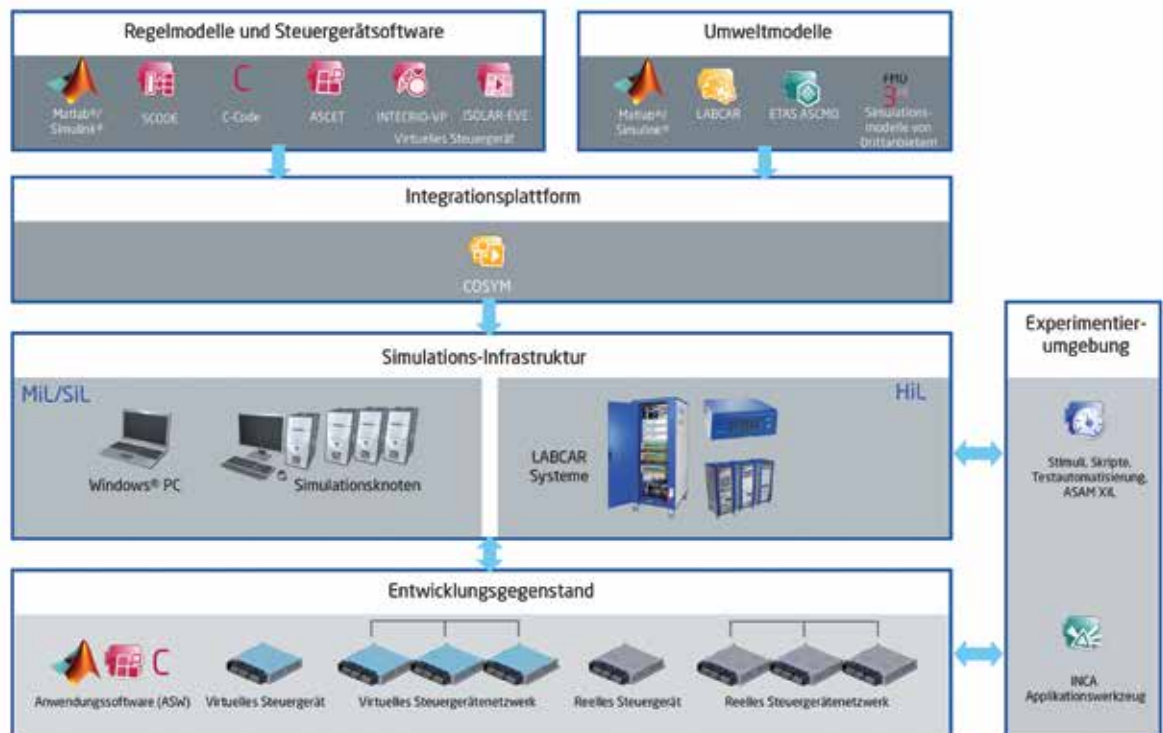 Regelmodelle und Steuergerätsoftware
Matlab®/
Simulink®
SCODE
C
C-Code
ASCET
INTECRIO-VP
ISOLAR-EVE
Virtuelles Steuergerät
Umweltmodelle
Matlab®/
Simulink®
LABCAR
ETAS ASCMO
FMU
Simulations-
modelle von
Drittanbietern
Integrationsplattform
COSYM
Simulations-Infrastruktur
MiL/SiL
Windows® PC
Simulationsknoten
HiL
LABCAR
Systeme
Experimentier-
umgebung
Stimuli, Skripte,
Testautomatisierung,
ASAM XiL
INCA
Applikationswerkzeug
Entwicklungsgegenstand
C
Anwendungssoftware (ASW)
Virtuelles Steuergerät
Virtuelles Steuergerätenetzwerk
Reelles Steuergerät
Reelles Steuergerätenetzwerk